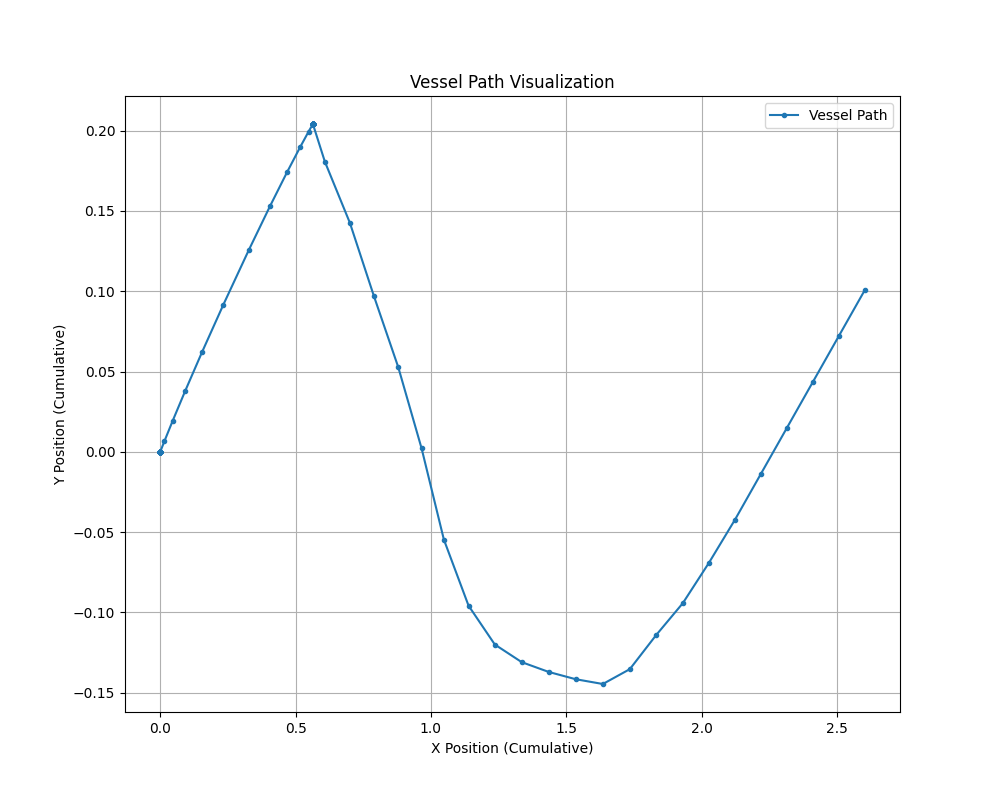 Vessel Path Visualization
Vessel Path
0.20
0.15
0.10
0.05
0.00
−0.05
−0.10
−0.15
Y Position (Cumulative)
0.0 0.5 1.0 1.5 2.0 2.5
X Position (Cumulative)